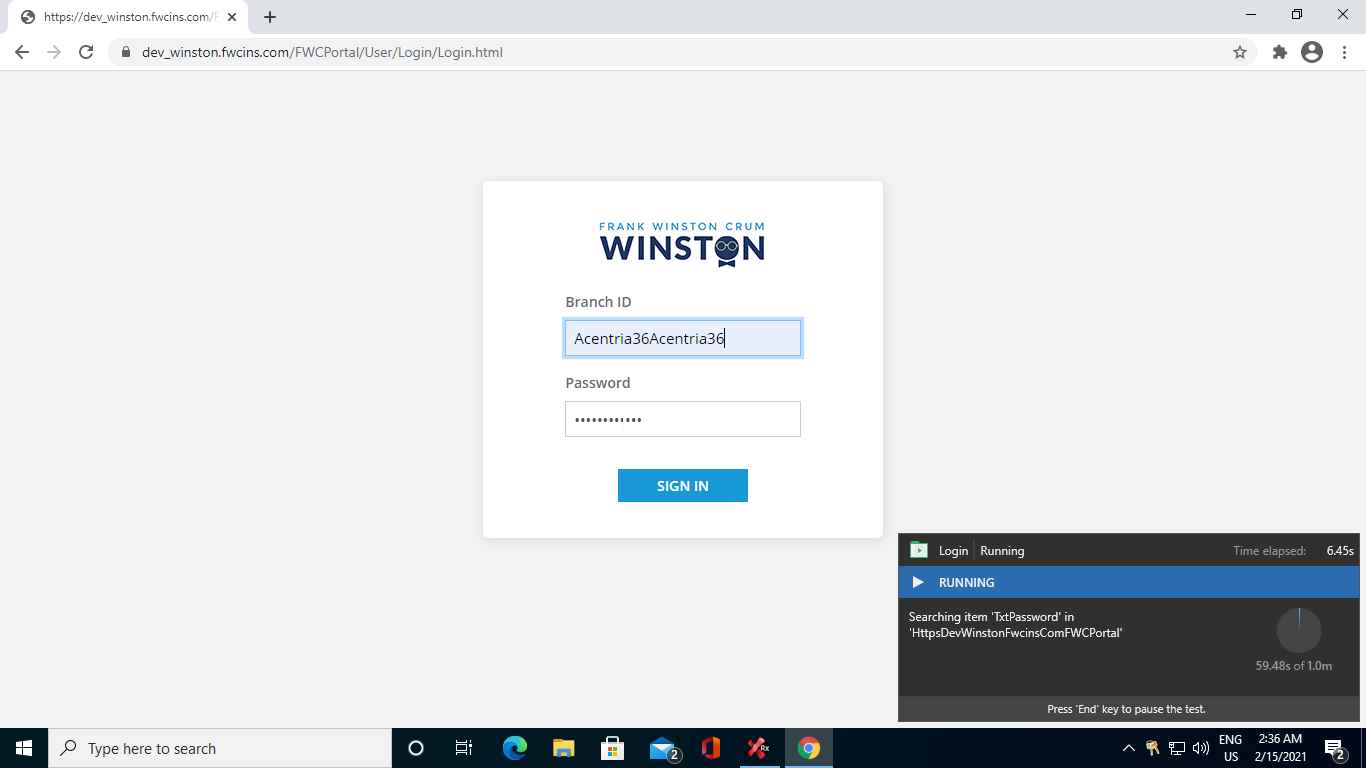 https://dev_winston.fwcins.com/F
dev_winston.fwcins.com/FWCPortal/User/Login/Login.html
FRANK WINSTON CRUM
WINSTON
Branch ID
Acentria36Acentria36
Password
••••••••••••
SIGN IN
Login Running Time elapsed: 6.45s
RUNNING
Searching item 'TxtPassword' in
'HttpsDevWinstonFwcinsComFWCPortal'
59.48s of 1.0m
Press 'End' key to pause the test.
Type here to search
2
Rx
ENG
US
2:36 AM
2/15/2021
2